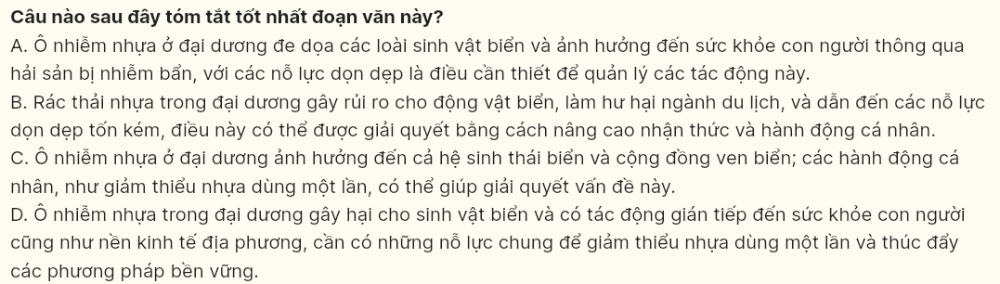 Câu nào sau đây tóm tắt tốt nhất đoạn văn này?
A. Ô nhiễm nhựa ở đại dương đe dọa các loài sinh vật biển và ảnh hưởng đến sức khỏe con người thông qua
hải sản bị nhiễm bẩn, với các nỗ lực dọn dẹp là điều cần thiết để quản lý các tác động này.
B. Rác thải nhựa trong đại dương gây rủi ro cho động vật biển, làm hư hại ngành du lịch, và dẫn đến các nỗ lực
dọn dẹp tốn kém, điều này có thể được giải quyết bằng cách nâng cao nhận thức và hành động cá nhân.
C. Ô nhiễm nhựa ở đại dương ảnh hưởng đến cả hệ sinh thái biển và cộng đồng ven biển; các hành động cá
nhân, như giảm thiểu nhựa dùng một lần, có thể giúp giải quyết vấn đề này.
D. Ô nhiễm nhựa trong đại dương gây hại cho sinh vật biển và có tác động gián tiếp đến sức khỏe con người
cũng như nền kinh tế địa phương, cần có những nỗ lực chung để giảm thiểu nhựa dùng một lần và thúc đẩy
các phương pháp bền vững.